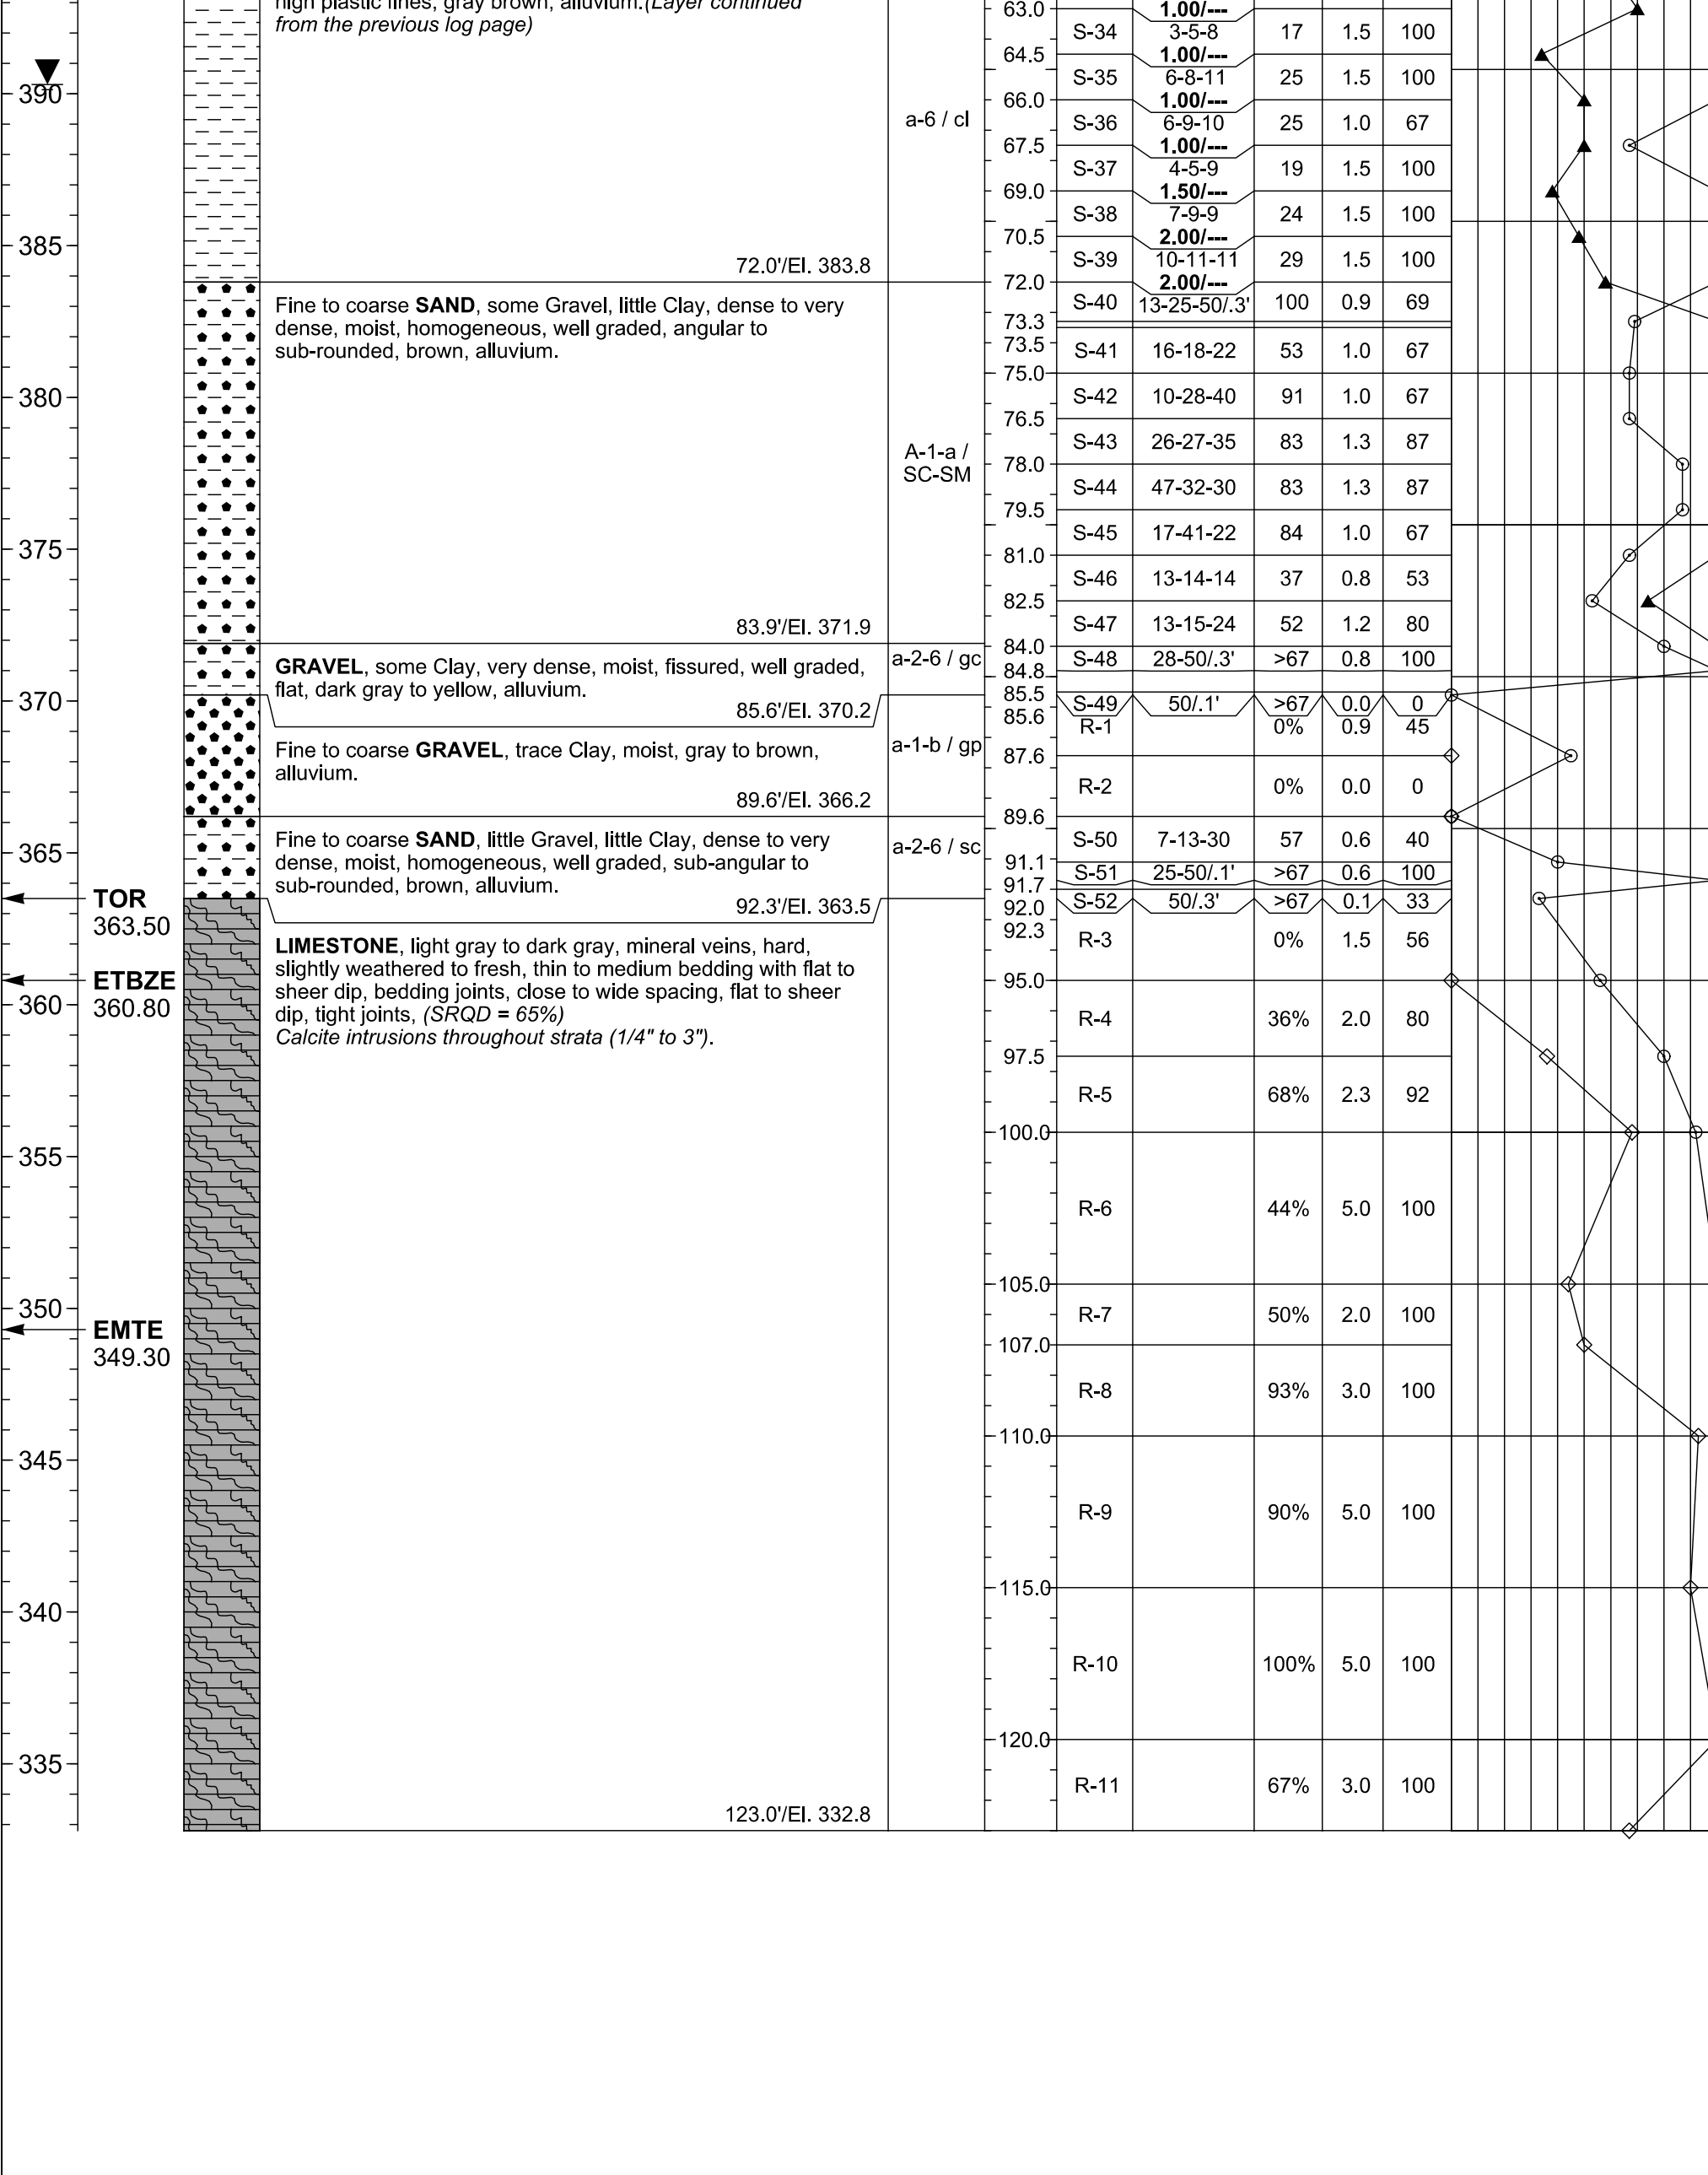 high plastic fines, gray brown, alluvium.(Layer continued
from the previous log page)
72.0'/El. 383.8
Fine to coarse SAND, some Gravel, little Clay, dense to very
dense, moist, homogeneous, well graded, angular to
sub-rounded, brown, alluvium.
83.9'/El. 371.9
GRAVEL, some Clay, very dense, moist, fissured, well graded,
flat, dark gray to yellow, alluvium.
85.6'/El. 370.2
Fine to coarse GRAVEL, trace Clay, moist, gray to brown,
alluvium.
89.6'/El. 366.2
Fine to coarse SAND, little Gravel, little Clay, dense to very
dense, moist, homogeneous, well graded, sub-angular to
sub-rounded, brown, alluvium.
92.3'/El. 363.5
LIMESTONE, light gray to dark gray, mineral veins, hard,
slightly weathered to fresh, thin to medium bedding with flat to
sheer dip, bedding joints, close to wide spacing, flat to sheer
dip, tight joints, (SRQD = 65%)
Calcite intrusions throughout strata (1/4" to 3").
123.0'/El. 332.8
390
385
380
375
370
365
TOR
363.50
ETBZE
360.80
360
355
350
EMTE
349.30
345
340
335
a-6 / cl
A-1-a /
SC-SM
a-2-6 / gc
a-1-b / gp
a-2-6 / sc
63.0 1.00/---
S-34 3-5-8 17 1.5 100
64.5 1.00/---
S-35 6-8-11 25 1.5 100
66.0 1.00/---
S-36 6-9-10 25 1.0 67
67.5 1.00/---
S-37 4-5-9 19 1.5 100
69.0 1.50/---
S-38 7-9-9 24 1.5 100
70.5 2.00/---
S-39 10-11-11 29 1.5 100
72.0 2.00/---
S-40 13-25-50/.3' 100 0.9 69
73.3
73.5
S-41 16-18-22 53 1.0 67
75.0
S-42 10-28-40 91 1.0 67
76.5
S-43 26-27-35 83 1.3 87
78.0
S-44 47-32-30 83 1.3 87
79.5
S-45 17-41-22 84 1.0 67
81.0
S-46 13-14-14 37 0.8 53
82.5
S-47 13-15-24 52 1.2 80
84.0
S-48 28-50/.3' >67 0.8 100
84.8
85.5
S-49 50/.1' >67 0.0 0
85.6
R-1 0% 0.9 45
87.6
R-2 0% 0.0 0
89.6
S-50 7-13-30 57 0.6 40
91.1
S-51 25-50/.1' >67 0.6 100
91.7
S-52 50/.3' >67 0.1 33
92.0
92.3
R-3 0% 1.5 56
95.0
R-4 36% 2.0 80
97.5
R-5 68% 2.3 92
100.0
R-6 44% 5.0 100
105.0
R-7 50% 2.0 100
107.0
R-8 93% 3.0 100
110.0
R-9 90% 5.0 100
115.0
R-10 100% 5.0 100
120.0
R-11 67% 3.0 100